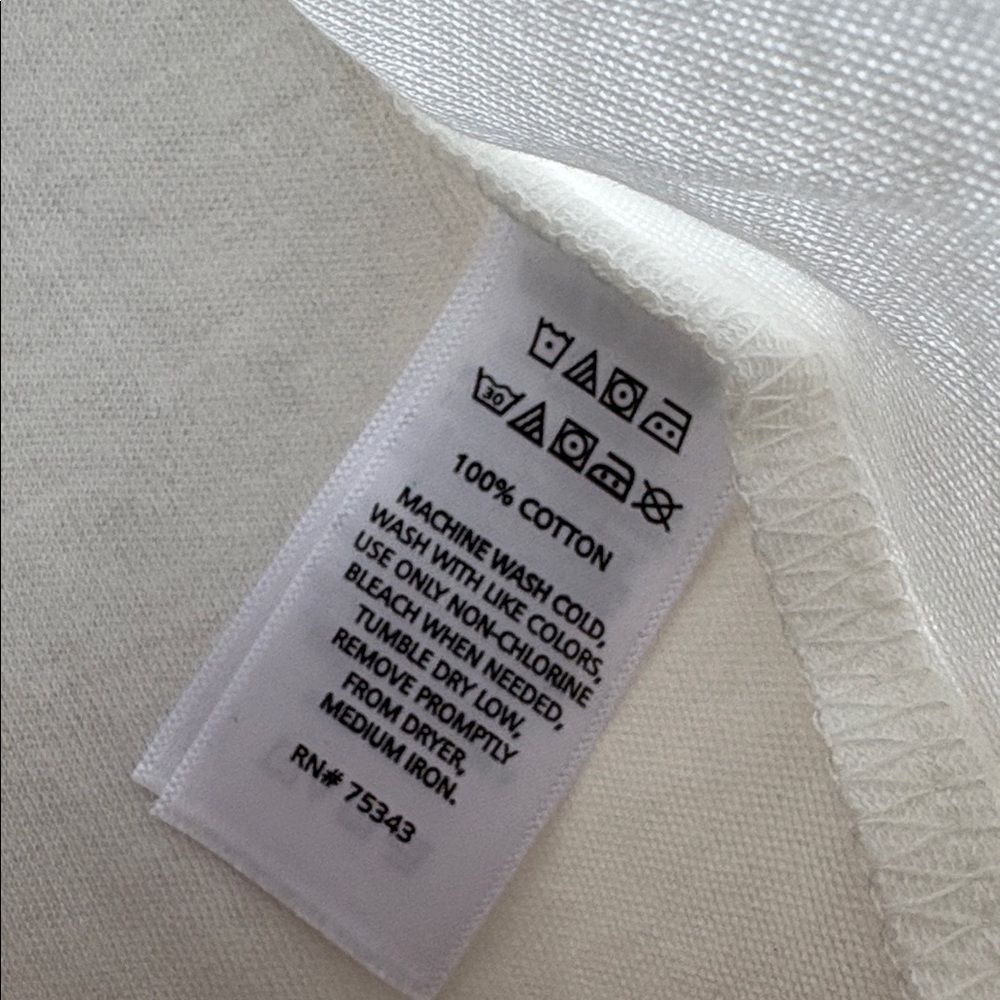 30
100% COTTON
MACHINE WASH COLD,
WASH WITH LIKE COLORS,
USE ONLY NON-CHLORINE
BLEACH WHEN NEEDED,
TUMBLE DRY LOW,
REMOVE PROMPTLY
FROM DRYER,
MEDIUM IRON.
RN# 75343